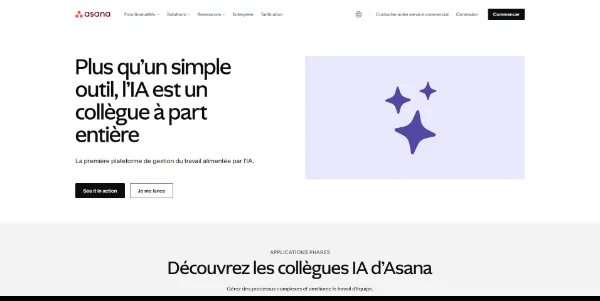 asana Fonctionnalités Solutions Ressources Entreprise Tarification Contacter notre service commercial Connexion Commencer
Plus qu'un simple
outil, l'IA est un
collègue à part
entière
La première plateforme de gestion du travail alimentée par l'IA.
See it in action Je me lance
APPLICATIONS PHARES
Découvrez les collègues IA d'Asana
Gérez des processus complexes et améliorez le travail d'équipe.